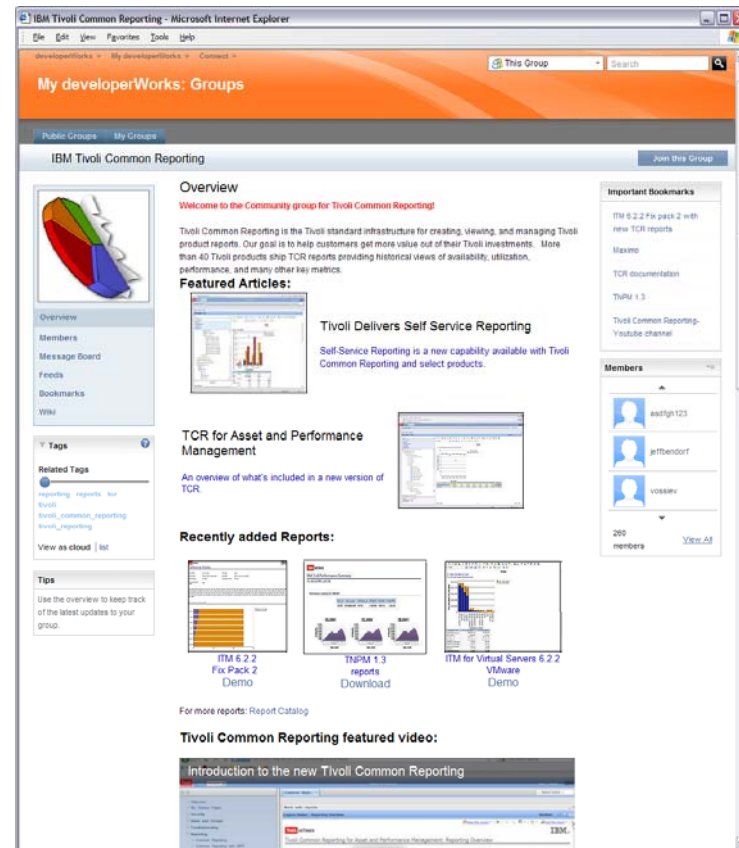 IBM Tivoli Common Reporting - Microsoft Internet Explorer
File Edit View Favorites Tools Help
developerWorks > My developerWorks > Connect >
This Group
Search
My developerWorks: Groups
Public Groups My Groups
IBM Tivoli Common Reporting
Join this Group
Overview
Members
Message Board
Feeds
Bookmarks
Wiki
Tags
Related Tags
reporting reports tcr
tivoli
tivoli_common_reporting
tivoli_reporting
View as cloud | list
Tips
Use the overview to keep track
of the latest updates to your
group.
Overview
Welcome to the Community group for Tivoli Common Reporting!
Tivoli Common Reporting is the Tivoli standard infrastructure for creating, viewing, and managing Tivoli
product reports. Our goal is to help customers get more value out of their Tivoli investments. More
than 40 Tivoli products ship TCR reports providing historical views of availability, utilization,
performance, and many other key metrics.
Featured Articles:
Tivoli Delivers Self Service Reporting
Self-Service Reporting is a new capability available with Tivoli
Common Reporting and select products.
TCR for Asset and Performance
Management
An overview of what's included in a new version of
TCR.
Recently added Reports:
ITM 6.2.2
Fix Pack 2
Demo
TNPM 1.3
reports
Download
ITM for Virtual Servers 6.2.2
VMware
Demo
For more reports: Report Catalog
Tivoli Common Reporting featured video:
Introduction to the new Tivoli Common Reporting
IBM.
Tivoli Common Reporting for Asset and Performance Management: Reporting Overview
Important Bookmarks
ITM 6.2.2 Fix pack 2 with
new TCR reports
Maximo
TCR documentation
TNPM 1.3
Tivoli Common Reporting-
Youtube channel
Members
asdfgh123
jeffbendorf
vossiev
260
members
View All